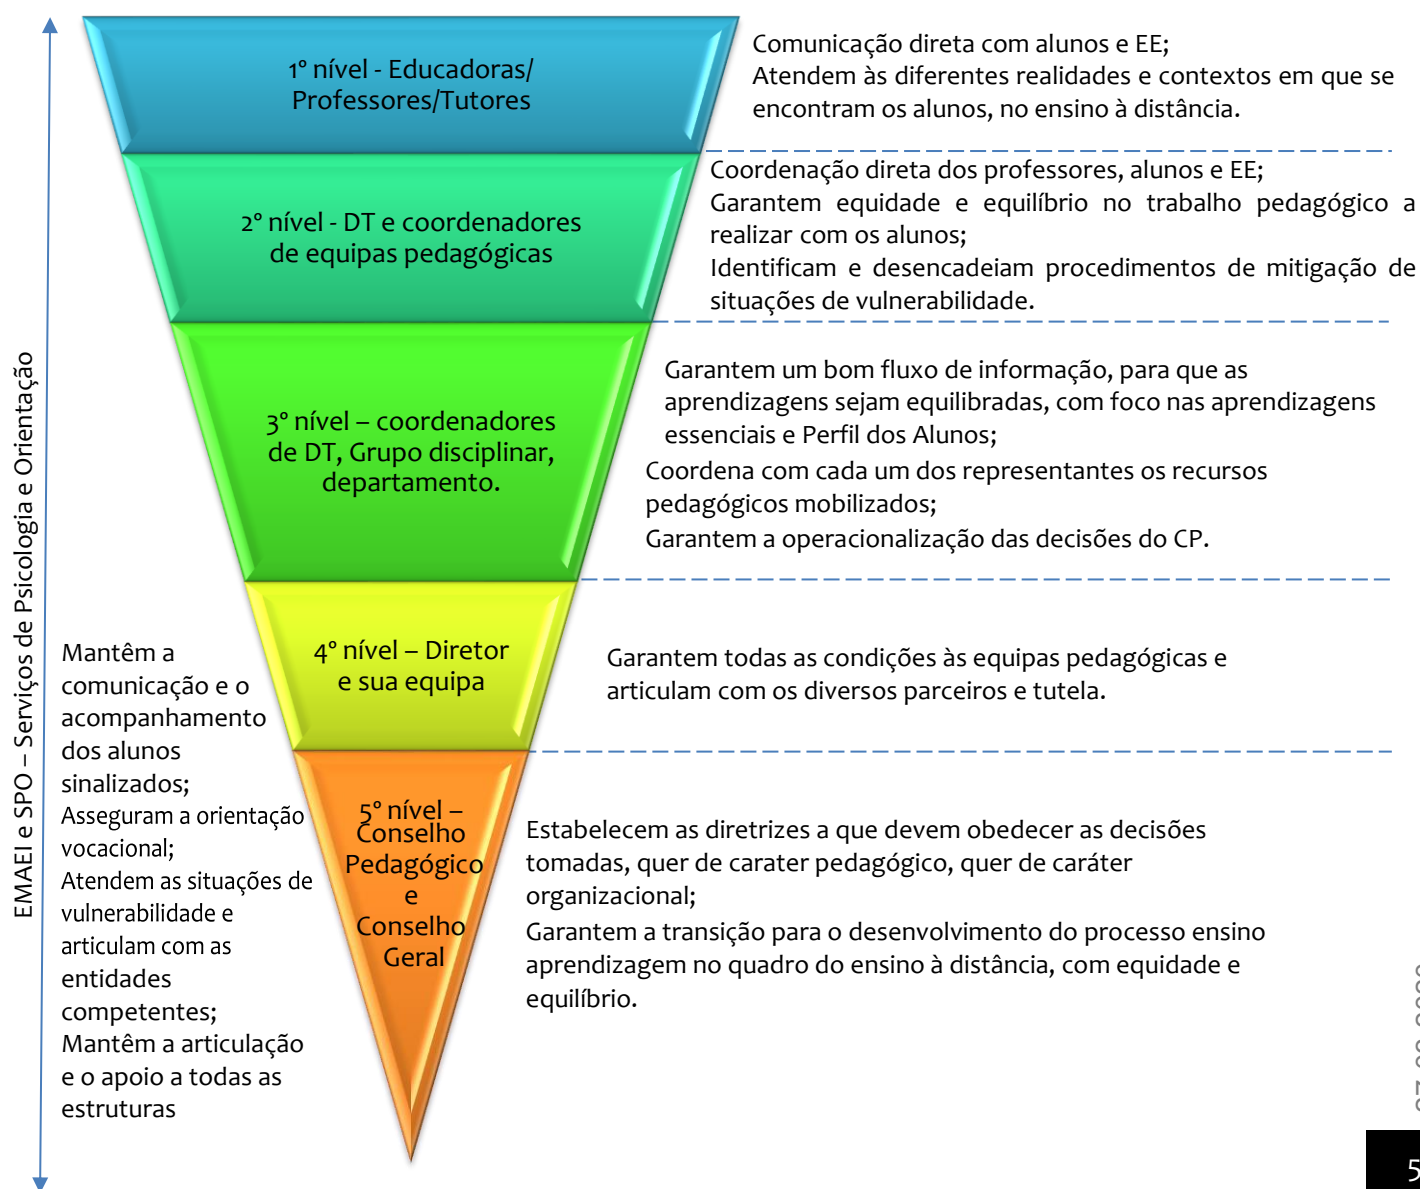 1º nível - Educadoras/
Professores/Tutores
Comunicação direta com alunos e EE;
Atendem às diferentes realidades e contextos em que se
encontram os alunos, no ensino à distância.
2º nível - DT e coordenadores
de equipas pedagógicas
Coordenação direta dos professores, alunos e EE;
Garantem equidade e equilíbrio no trabalho pedagógico a
realizar com os alunos;
Identificam e desencadeiam procedimentos de mitigação de
situações de vulnerabilidade.
3º nível – coordenadores
de DT, Grupo disciplinar,
departamento.
Garantem um bom fluxo de informação, para que as
aprendizagens sejam equilibradas, com foco nas aprendizagens
essenciais e Perfil dos Alunos;
Coordena com cada um dos representantes os recursos
pedagógicos mobilizados;
Garantem a operacionalização das decisões do CP.
4º nível – Diretor
e sua equipa
Garantem todas as condições às equipas pedagógicas e
articulam com os diversos parceiros e tutela.
5º nível –
Conselho
Pedagógico
e
Conselho
Geral
Estabelecem as diretrizes a que devem obedecer as decisões
tomadas, quer de carater pedagógico, quer de caráter
organizacional;
Garantem a transição para o desenvolvimento do processo ensino
aprendizagem no quadro do ensino à distância, com equidade e
equilíbrio.
EMAEI e SPO – Serviços de Psicologia e Orientação
Mantêm a
comunicação e o
acompanhamento
dos alunos
sinalizados;
Asseguram a orientação
vocacional;
Atendem as situações de
vulnerabilidade e
articulam com as
entidades
competentes;
Mantêm a articulação
e o apoio a todas as
estruturas
5